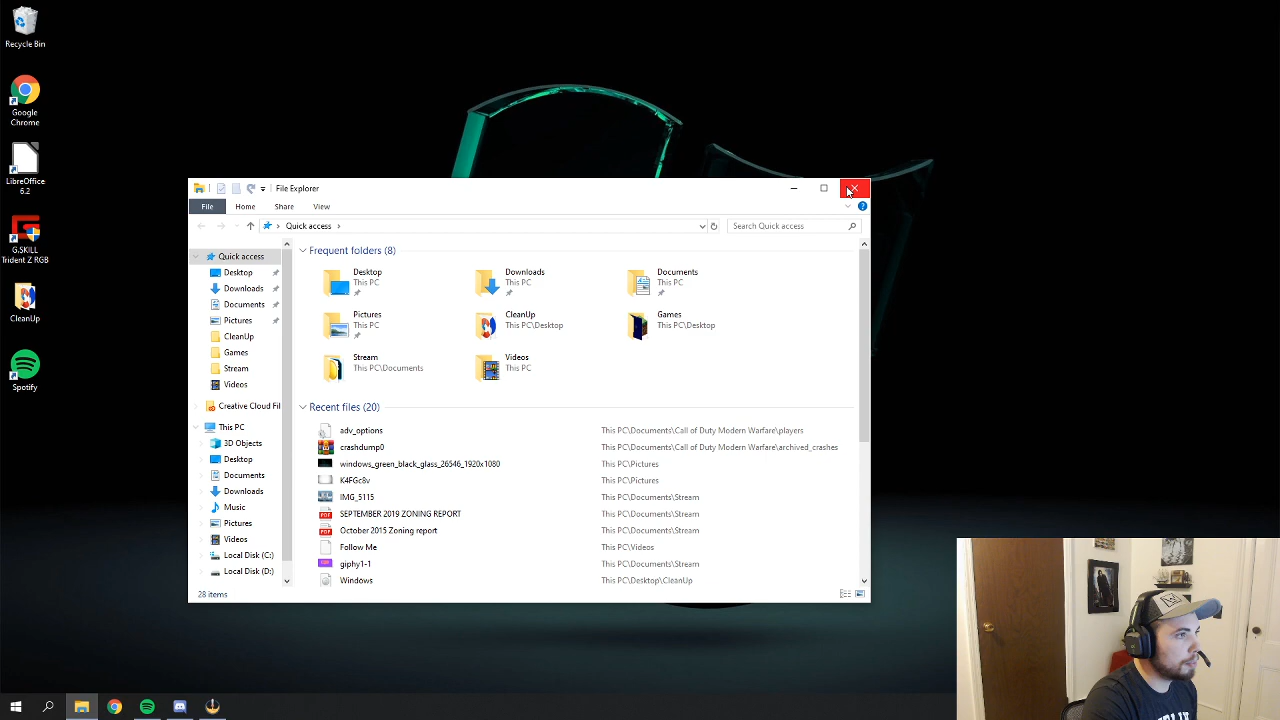 Recycle Bin
Google
Chrome
LibreOffice
6.2
G.SKILL
Trident Z RGB
CleanUp
Spotify
File Explorer
File Home Share View
Quick access
Search Quick access
Quick access
Desktop
Downloads
Documents
Pictures
CleanUp
Games
Stream
Videos
Creative Cloud Fil
This PC
3D Objects
Desktop
Documents
Downloads
Music
Pictures
Videos
Local Disk (C:)
Local Disk (D:)
Frequent folders (8)
Desktop
This PC
Downloads
This PC
Documents
This PC
Pictures
This PC
CleanUp
This PC\Desktop
Games
This PC\Desktop
Stream
This PC\Documents
Videos
This PC
Recent files (20)
adv_options This PC\Documents\Call of Duty Modern Warfare\players
crashdump0 This PC\Documents\Call of Duty Modern Warfare\archived_crashes
windows_green_black_glass_26546_1920x1080 This PC\Pictures
K4FGc8v This PC\Pictures
IMG_5115 This PC\Documents\Stream
SEPTEMBER 2019 ZONING REPORT This PC\Documents\Stream
October 2015 Zoning report This PC\Documents\Stream
Follow Me This PC\Videos
giphy1-1 This PC\Documents\Stream
Windows This PC\Desktop\CleanUp
28 items